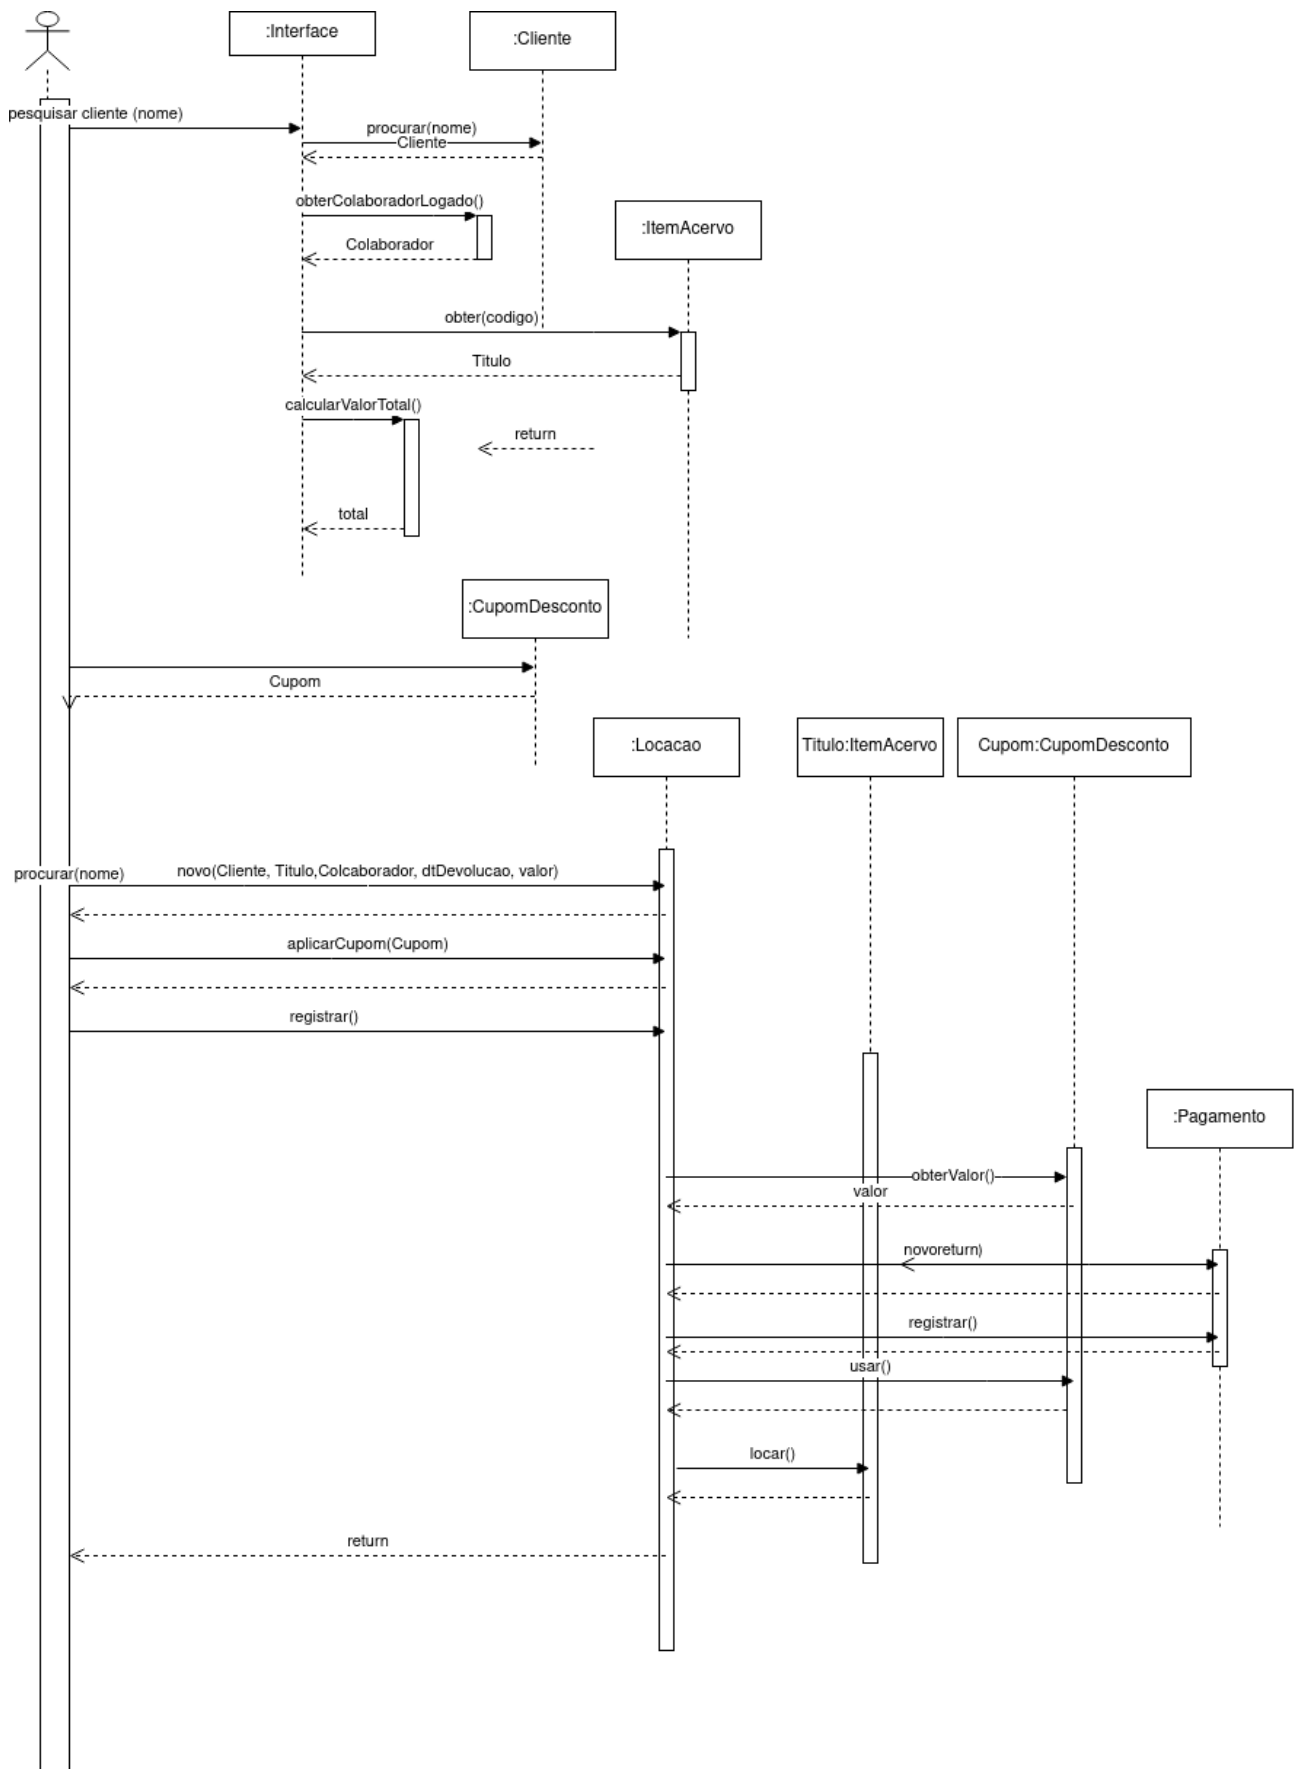 :Interface
:Cliente
pesquisar cliente (nome)
procurar(nome)
Cliente
obterColaboradorLogado()
:ItemAcervo
Colaborador
obter(codigo)
Titulo
calcularValorTotal()
return
total
:CupomDesconto
Cupom
:Locacao
Titulo:ItemAcervo
Cupom:CupomDesconto
procurar(nome)
novo(Cliente, Titulo,Colcaborador, dtDevolucao, valor)
aplicarCupom(Cupom)
registrar()
:Pagamento
obterValor()
valor
novoreturn)
registrar()
usar()
locar()
return